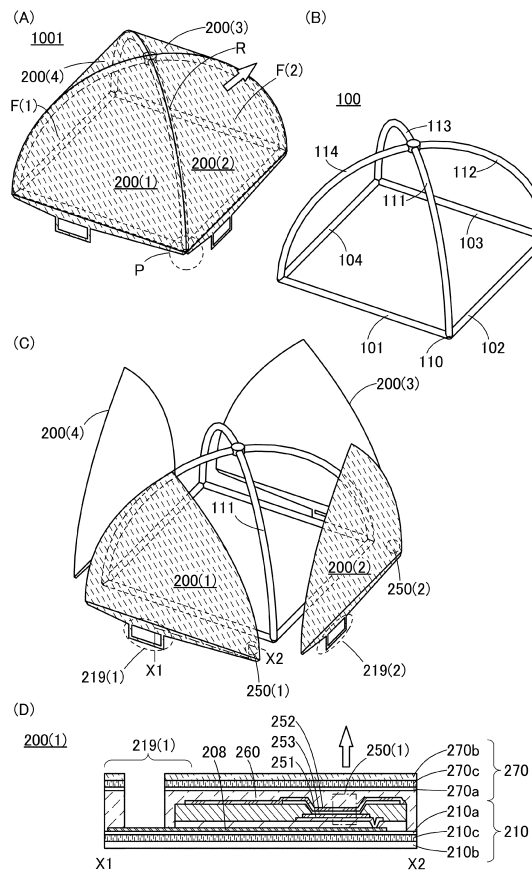 (A)
1001
200(3)
200(4)
R
F(1)
F(2)
200(1)
200(2)
P
(B)
100
113
114
112
111
103
104
101
102
110
(C)
200(3)
200(4)
111
200(1)
200(2)
250(2)
X2
219(1)
X1
250(1)
219(2)
(D)
200(1)
252
253
251
250(1)
219(1)
208
260
270b
270c
270
270a
210a
210c
210
210b
X1
X2